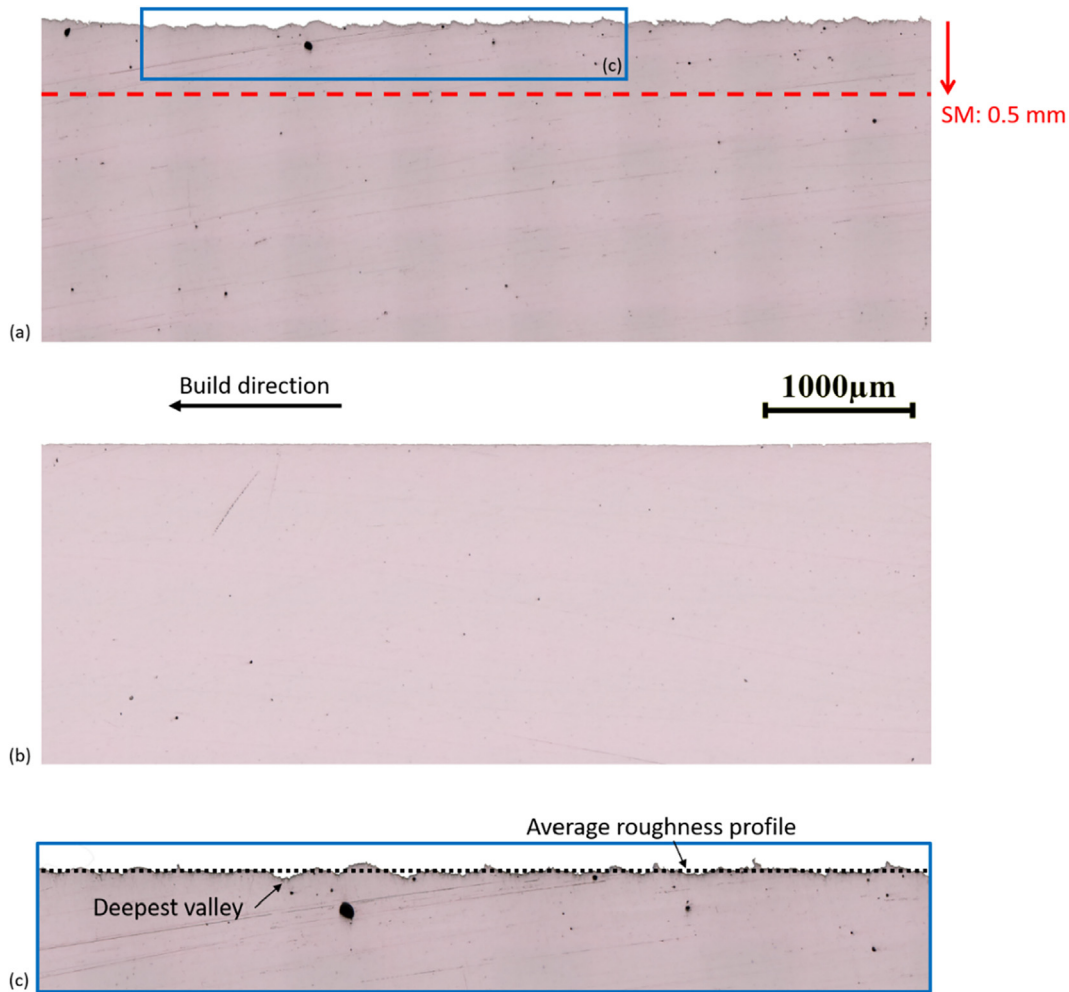 (c)
SM: 0.5 mm
(a)
Build direction
1000µm
(b)
Average roughness profile
Deepest valley
(c)